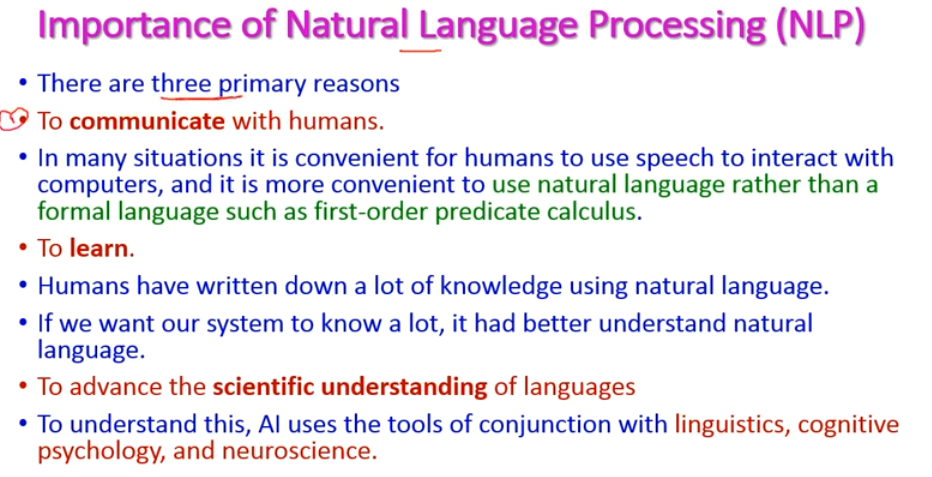 Importance of Natural Language Processing (NLP)
• There are three primary reasons
• To communicate with humans.
• In many situations it is convenient for humans to use speech to interact with
computers, and it is more convenient to use natural language rather than a
formal language such as first-order predicate calculus.
• To learn.
• Humans have written down a lot of knowledge using natural language.
• If we want our system to know a lot, it had better understand natural
language.
• To advance the scientific understanding of languages
• To understand this, AI uses the tools of conjunction with linguistics, cognitive
psychology, and neuroscience.